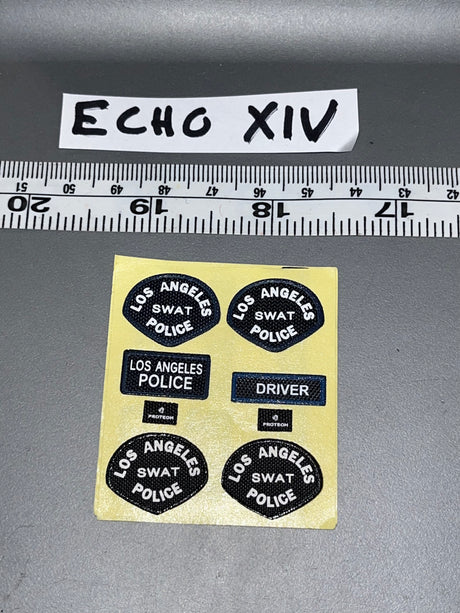 ECHO XIV
51 50 49 48 47 46 45 44 43 42
20 19 18 17
LOS ANGELES
SWAT
POLICE
LOS ANGELES
SWAT
POLICE
LOS ANGELES
POLICE
DRIVER
PROTECH
PROTECH
LOS ANGELES
SWAT
POLICE
LOS ANGELES
SWAT
POLICE